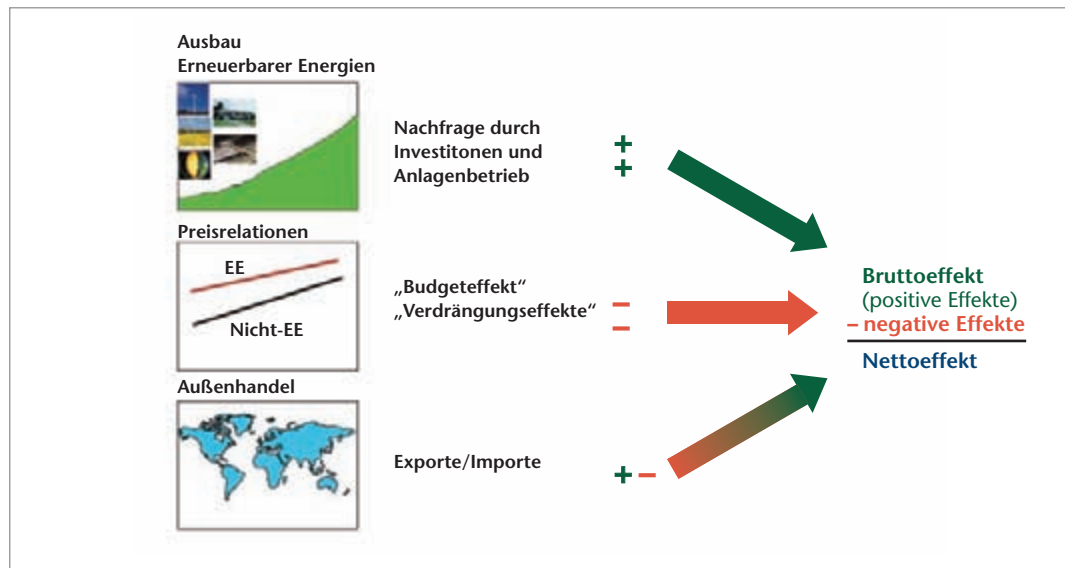 Ausbau
Erneuerbarer Energien
Nachfrage durch
Investitonen und
Anlagenbetrieb
+
+
Preisrelationen
EE
Nicht-EE
„Budgeteffekt“
„Verdrängungseffekte“
–
–
Außenhandel
Exporte/Importe
+ –
Bruttoeffekt
(positive Effekte)
– negative Effekte
Nettoeffekt